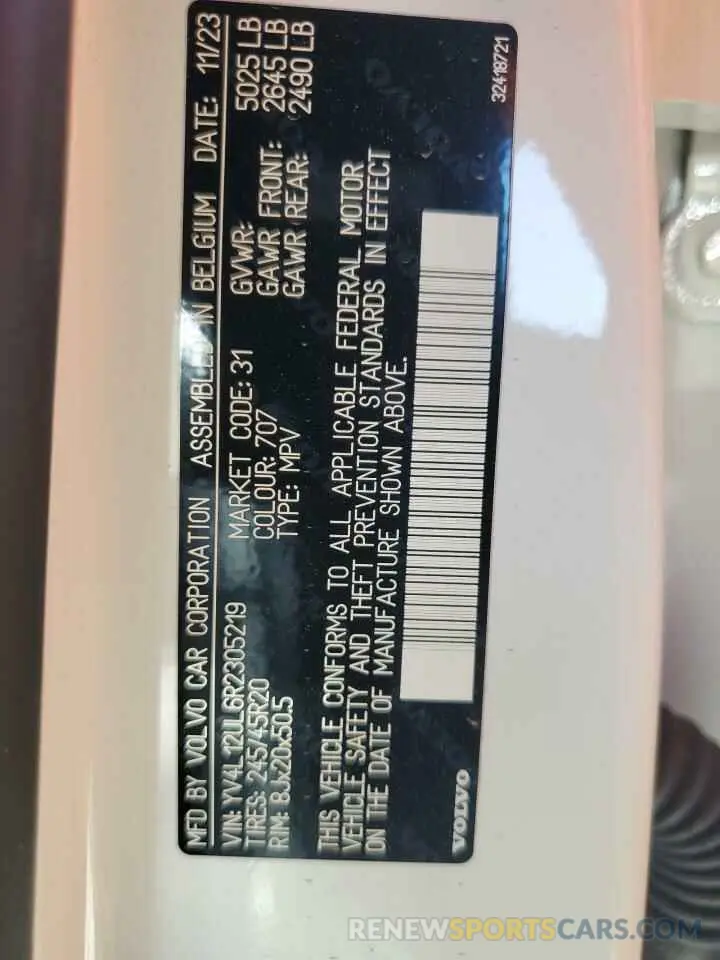 MFD BY VOLVO CAR CORPORATION ASSEMBLED IN BELGIUM DATE: 11/23
VIN: YV4L12UL6R2305219 MARKET CODE: 31 GVWR: 5025 LB
TIRES: 245/45R20 COLOUR: 707 GAWR FRONT: 2645 LB
RIM: 8Jx20x50.5 TYPE: MPV GAWR REAR: 2490 LB
THIS VEHICLE CONFORMS TO ALL APPLICABLE FEDERAL MOTOR
VEHICLE SAFETY AND THEFT PREVENTION STANDARDS IN EFFECT
ON THE DATE OF MANUFACTURE SHOWN ABOVE.
VOLVO
32418721
RENEWSPORTSCARS.COM